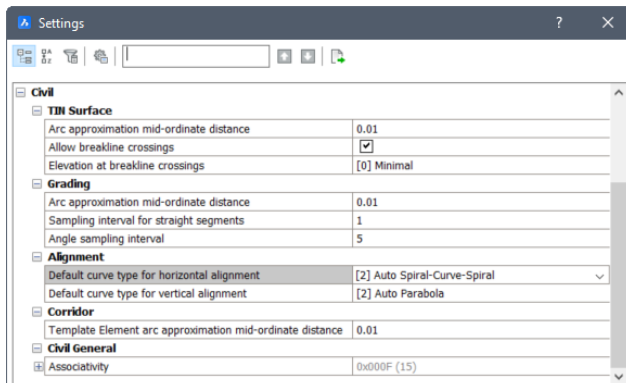 Settings
Civil
TIN Surface
Arc approximation mid-ordinate distance 0.01
Allow breakline crossings
Elevation at breakline crossings [0] Minimal
Grading
Arc approximation mid-ordinate distance 0.01
Sampling interval for straight segments 1
Angle sampling interval 5
Alignment
Default curve type for horizontal alignment [2] Auto Spiral-Curve-Spiral
Default curve type for vertical alignment [2] Auto Parabola
Corridor
Template Element arc approximation mid-ordinate distance 0.01
Civil General
Associativity 0x000F (15)